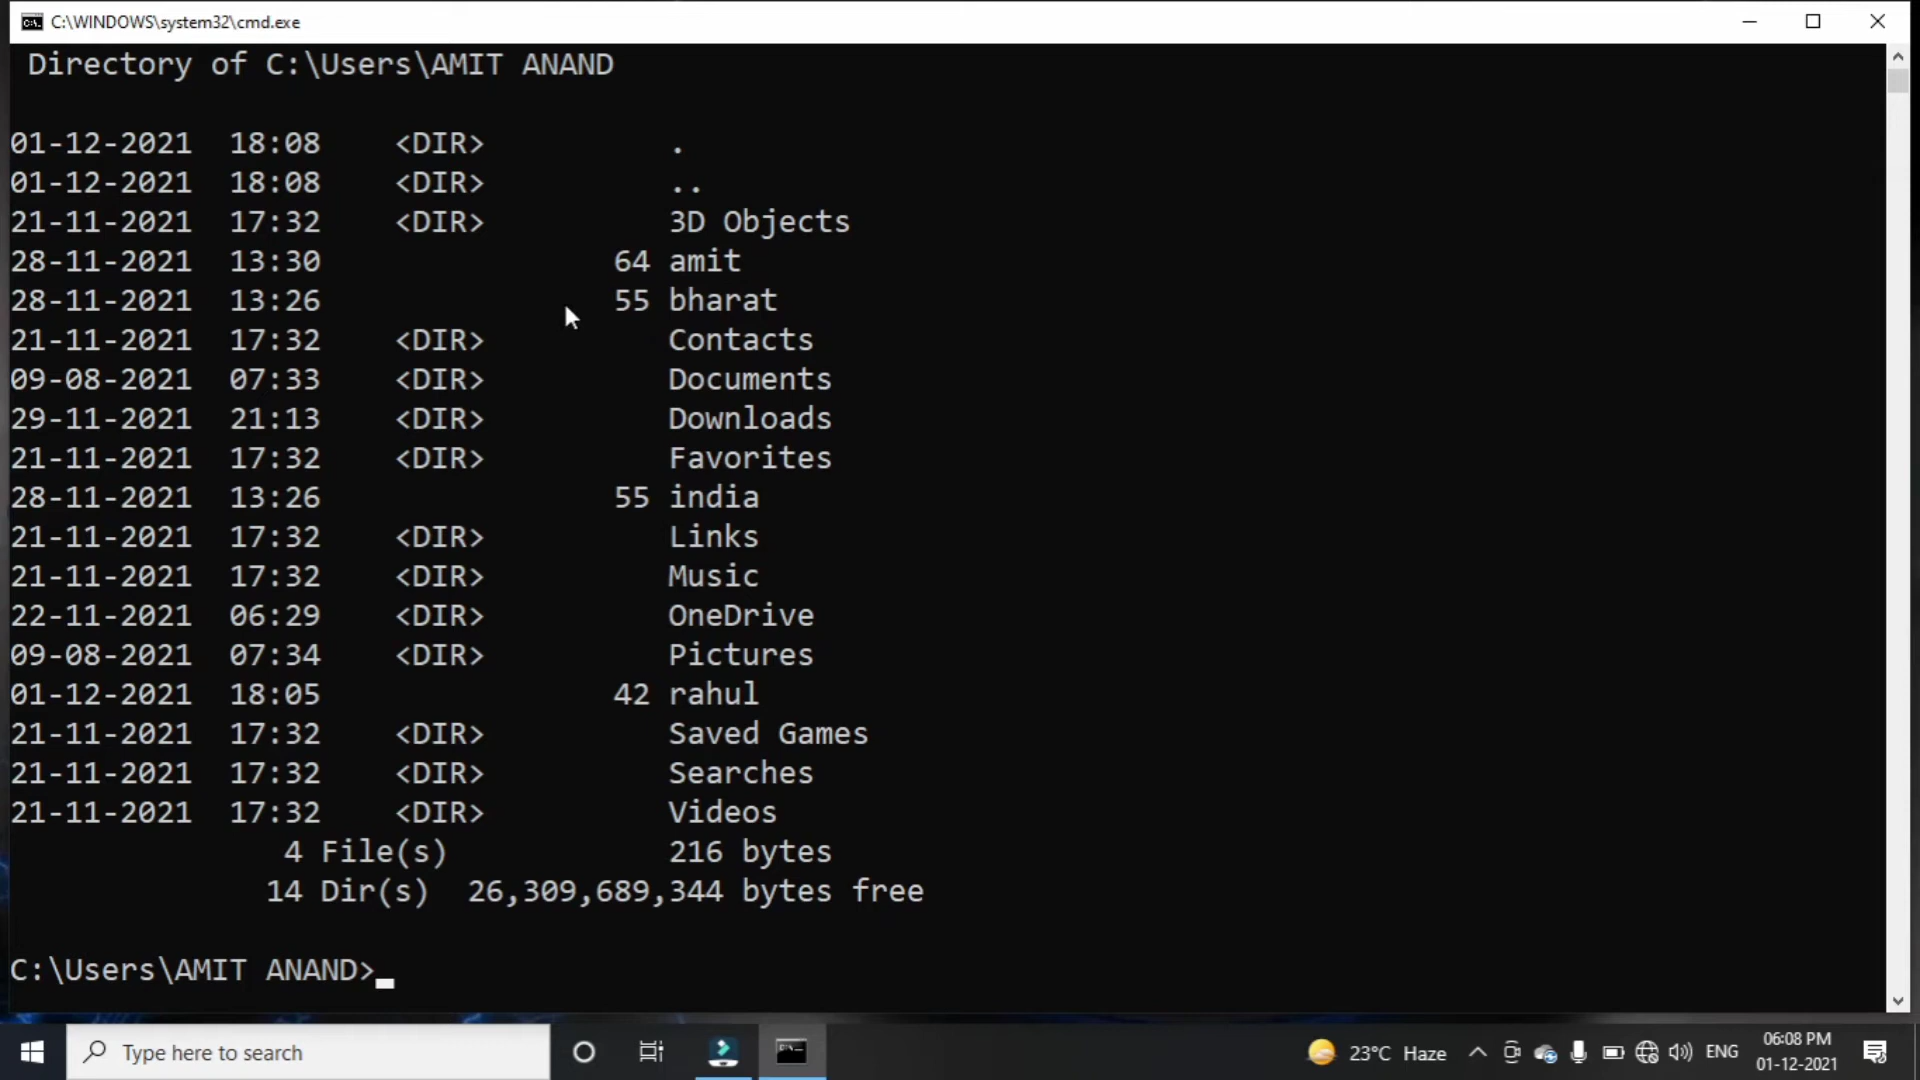 C:\WINDOWS\system32\cmd.exe
Directory of C:\Users\AMIT ANAND
01-12-2021 18:08 <DIR> .
01-12-2021 18:08 <DIR> ..
21-11-2021 17:32 <DIR> 3D Objects
28-11-2021 13:30 64 amit
28-11-2021 13:26 55 bharat
21-11-2021 17:32 <DIR> Contacts
09-08-2021 07:33 <DIR> Documents
29-11-2021 21:13 <DIR> Downloads
21-11-2021 17:32 <DIR> Favorites
28-11-2021 13:26 55 india
21-11-2021 17:32 <DIR> Links
21-11-2021 17:32 <DIR> Music
22-11-2021 06:29 <DIR> OneDrive
09-08-2021 07:34 <DIR> Pictures
01-12-2021 18:05 42 rahul
21-11-2021 17:32 <DIR> Saved Games
21-11-2021 17:32 <DIR> Searches
21-11-2021 17:32 <DIR> Videos
4 File(s) 216 bytes
14 Dir(s) 26,309,689,344 bytes free
C:\Users\AMIT ANAND>_
Type here to search
23°C Haze
ENG
06:08 PM
01-12-2021